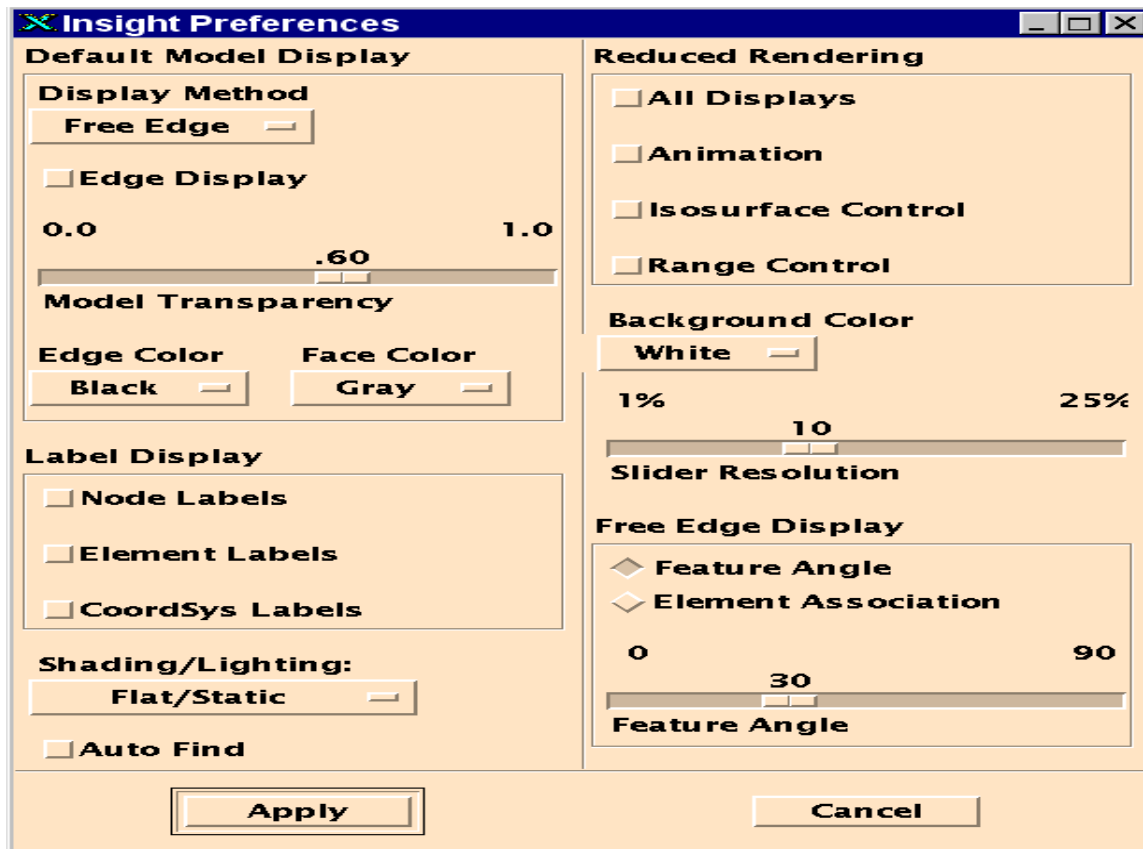 Insight Preferences
Default Model Display
Display Method
Free Edge
Edge Display
0.0 1.0
.60
Model Transparency
Edge Color Face Color
Black Gray
Label Display
Node Labels
Element Labels
CoordSys Labels
Shading/Lighting:
Flat/Static
Auto Find
Reduced Rendering
All Displays
Animation
Isosurface Control
Range Control
Background Color
White
1% 25%
10
Slider Resolution
Free Edge Display
Feature Angle
Element Association
0 90
30
Feature Angle
Apply Cancel